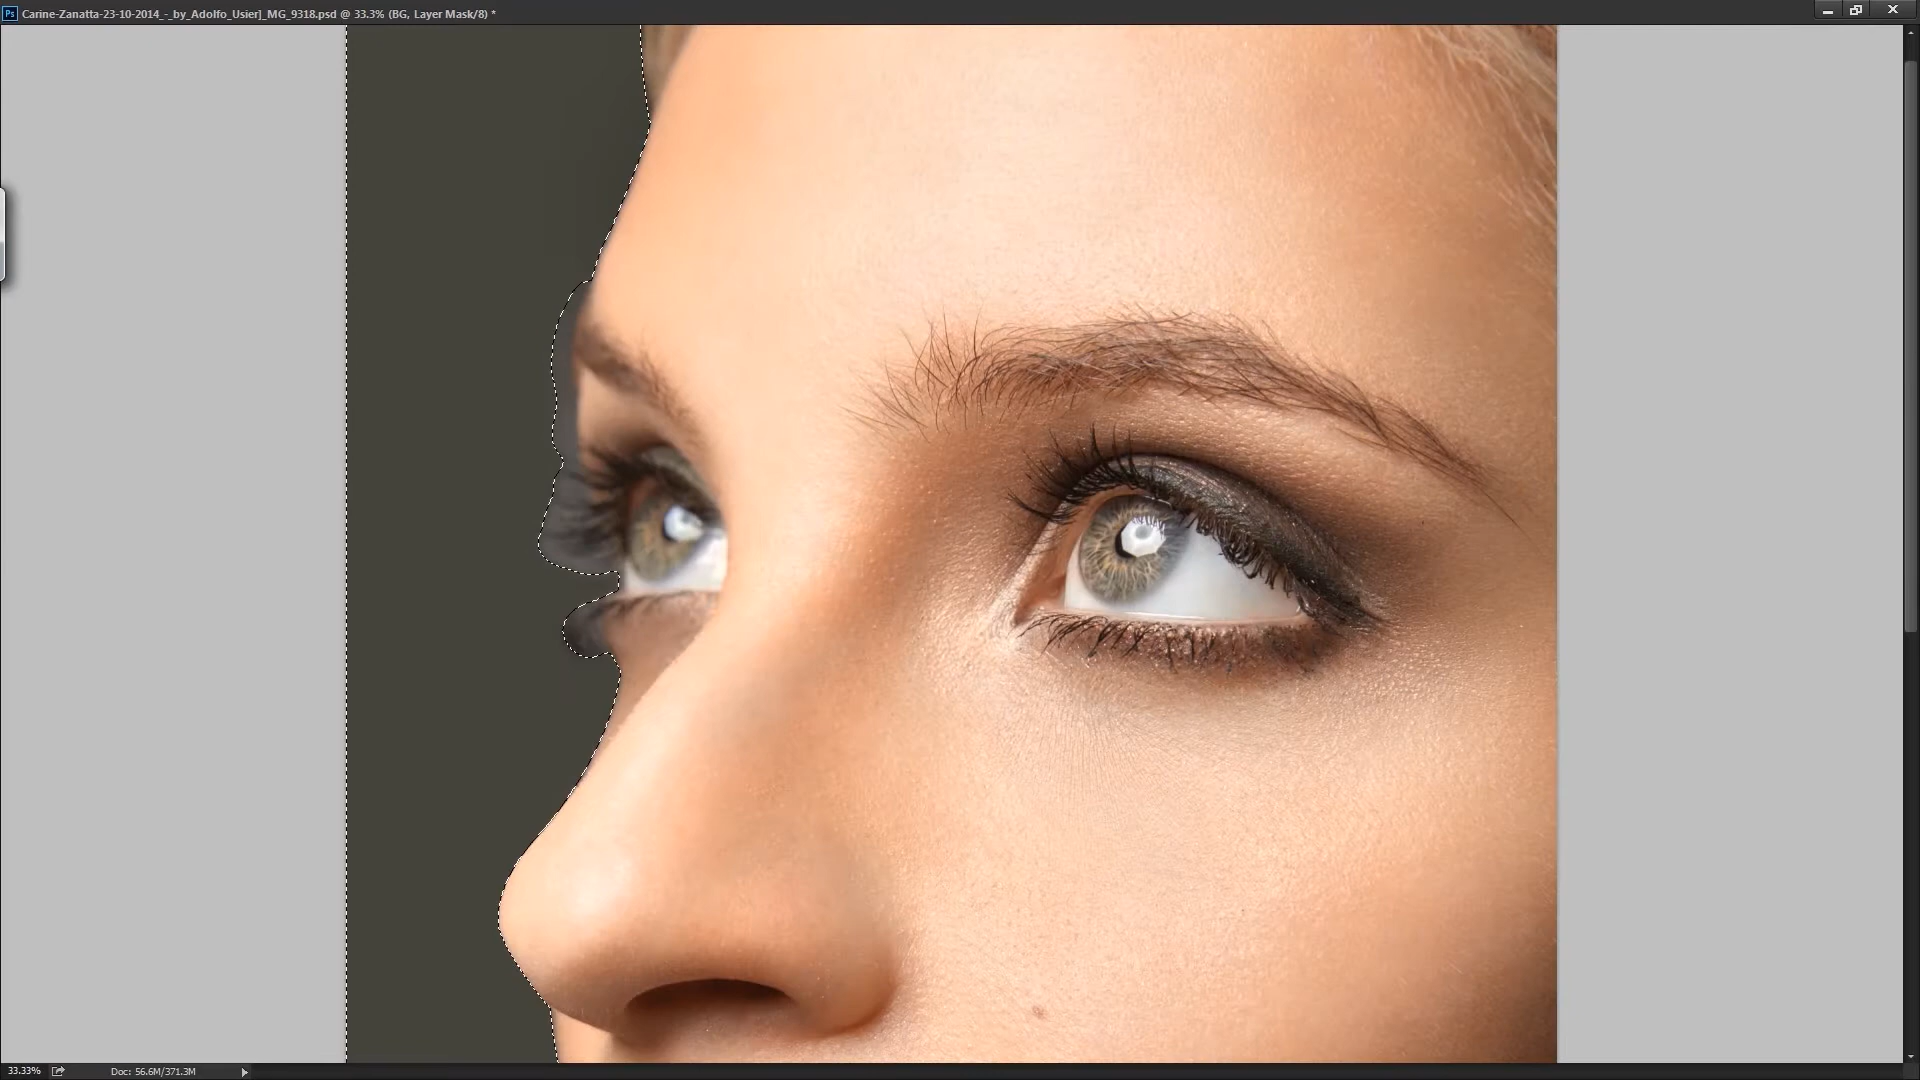 Ps Carine-Zanatta-23-10-2014_-_by_Adolfo_Usier]_MG_9318.psd @ 33.3% (BG, Layer Mask/8) *
33.33% Doc: 56.6M/371.3M